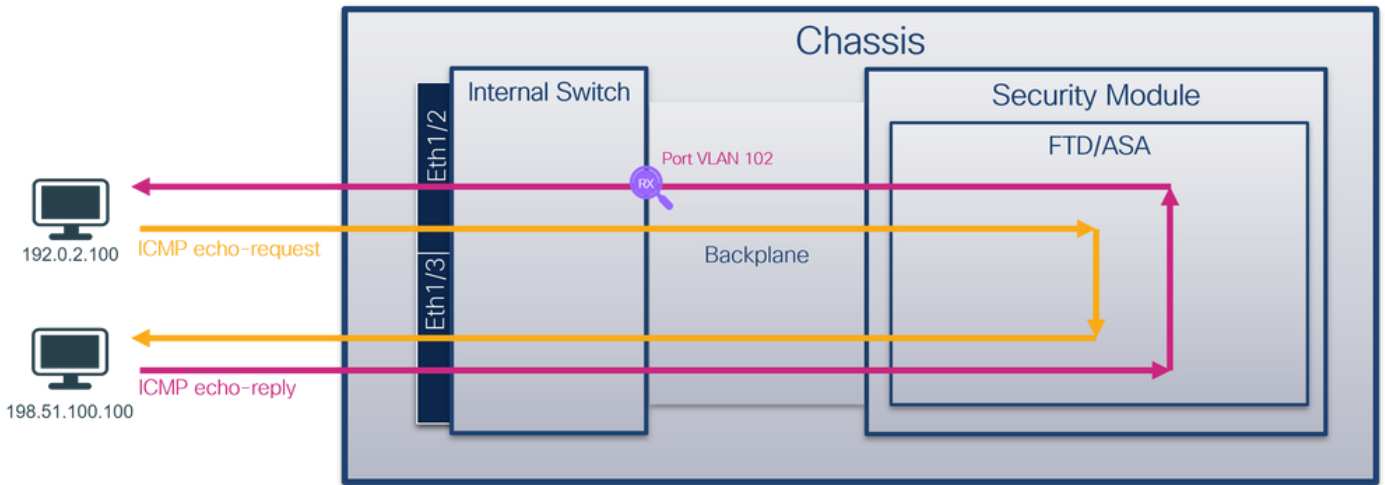 Chassis
Internal Switch
Security Module
FTD/ASA
Eth1/2
Port VLAN 102
RX
192.0.2.100
ICMP echo-request
Backplane
Eth1/3
ICMP echo-reply
198.51.100.100